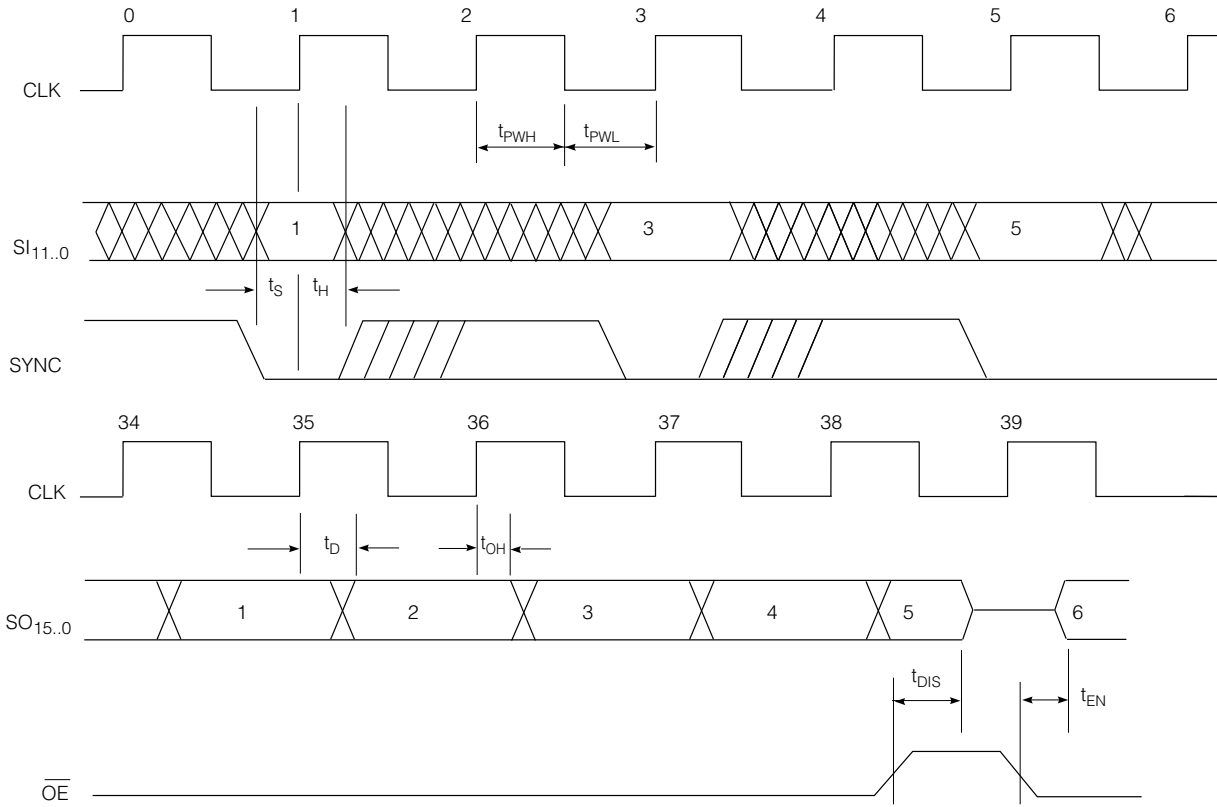 0 1 2 3 4 5 6
CLK
tPWH tPWL
SI11..0 1 3 5
tS tH
SYNC
34 35 36 37 38 39
CLK
tD tOH
SO15..0 1 2 3 4 5 6
tDIS tEN
OE